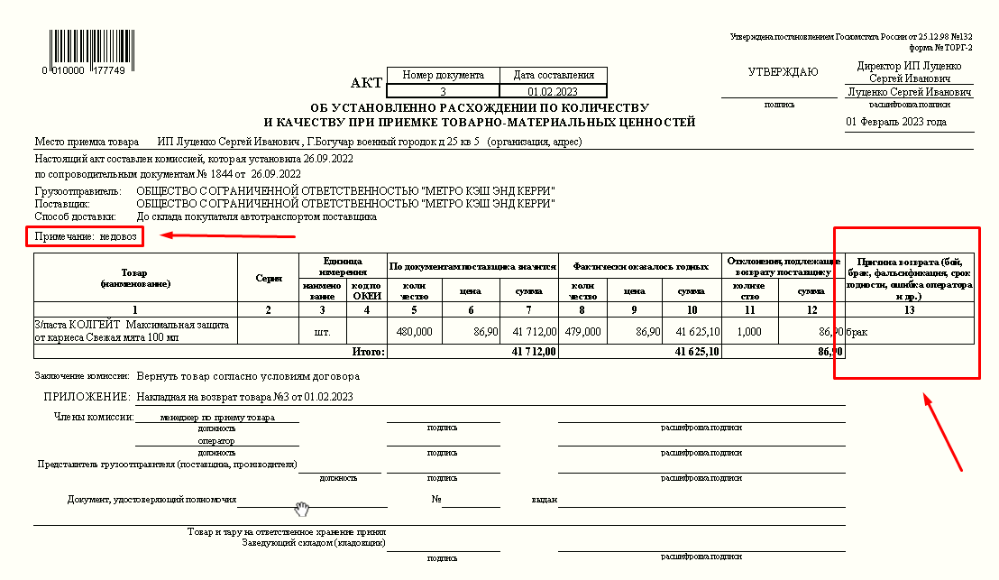 Утверждена постановлением Госкомстата России от 25.12.98 №132
форма № ТОРГ-2
0 010000 177749
АКТ
Номер документа Дата составления
3 01.02.2023
УТВЕРЖДАЮ
Директор ИП Луценко
Сергей Иванович
Луценко Сергей Иванович
подпись расшифровка подписи
01 Февраль 2023 года
ОБ УСТАНОВЛЕННО РАСХОЖДЕНИИ ПО КОЛИЧЕСТВУ
И КАЧЕСТВУ ПРИ ПРИЕМКЕ ТОВАРНО-МАТЕРИАЛЬНЫХ ЦЕННОСТЕЙ
Место приемка товара ИП Луценко Сергей Иванович , Г.Богучар военный городок д 25 кв 5 (организация, адрес)
Настоящий акт составлен комиссией, которая установила 26.09.2022
по сопроводительным документам № 1844 от 26.09.2022
Грузоотправитель: ОБЩЕСТВО С ОГРАНИЧЕННОЙ ОТВЕТСТВЕННОСТЬЮ "МЕТРО КЭШ ЭНД КЕРРИ"
Поставщик: ОБЩЕСТВО С ОГРАНИЧЕННОЙ ОТВЕТСТВЕННОСТЬЮ "МЕТРО КЭШ ЭНД КЕРРИ"
Способ доставки: До склада покупателя автотранспортом поставщика
Примечание: недовоз
Товар
(наименование)
Серия
Единица
измерения
По документам поставщика значится
Фактически оказалось годных
Отклонения, подлежащие
возврату поставщику
Причина возврата (бой,
брак, фальсификация, срок
годности, ошибка оператора
и др.)
наимено
вание
код по
ОКЕИ
коли
чество
цена
сумма
коли
чество
цена
сумма
количе
ство
сумма
1 2 3 4 5 6 7 8 9 10 11 12 13
З/паста КОЛГЕЙТ Максимальная защита
от кариеса Свежая мята 100 мл
шт. 480,000 86,90 41 712,00 479,000 86,90 41 625,10 1,000 86,90 брак
Итого: 41 712,00 41 625,10 86,90
Заключение комиссии: Вернуть товар согласно условиям договора
ПРИЛОЖЕНИЕ: Накладная на возврат товара №3 от 01.02.2023
Члены комиссии: менеджер по приему товара
должность подпись расшифровка подписи
оператор
должность подпись расшифровка подписи
Представитель грузоотправителя (поставщика, производителя)
должность подпись расшифровка подписи
Документ, удостоверяющий полномочия № выдан
Товар и тару на ответственное хранение принял
Заведующий складом (кладовщик)
подпись расшифровка подписи